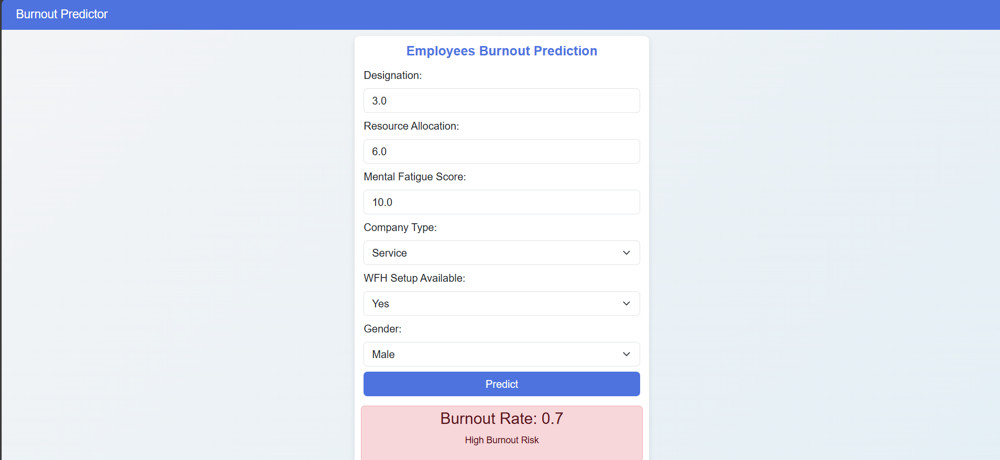 Burnout Predictor
Employees Burnout Prediction
Designation:
3.0
Resource Allocation:
6.0
Mental Fatigue Score:
10.0
Company Type:
Service
WFH Setup Available:
Yes
Gender:
Male
Predict
Burnout Rate: 0.7
High Burnout Risk